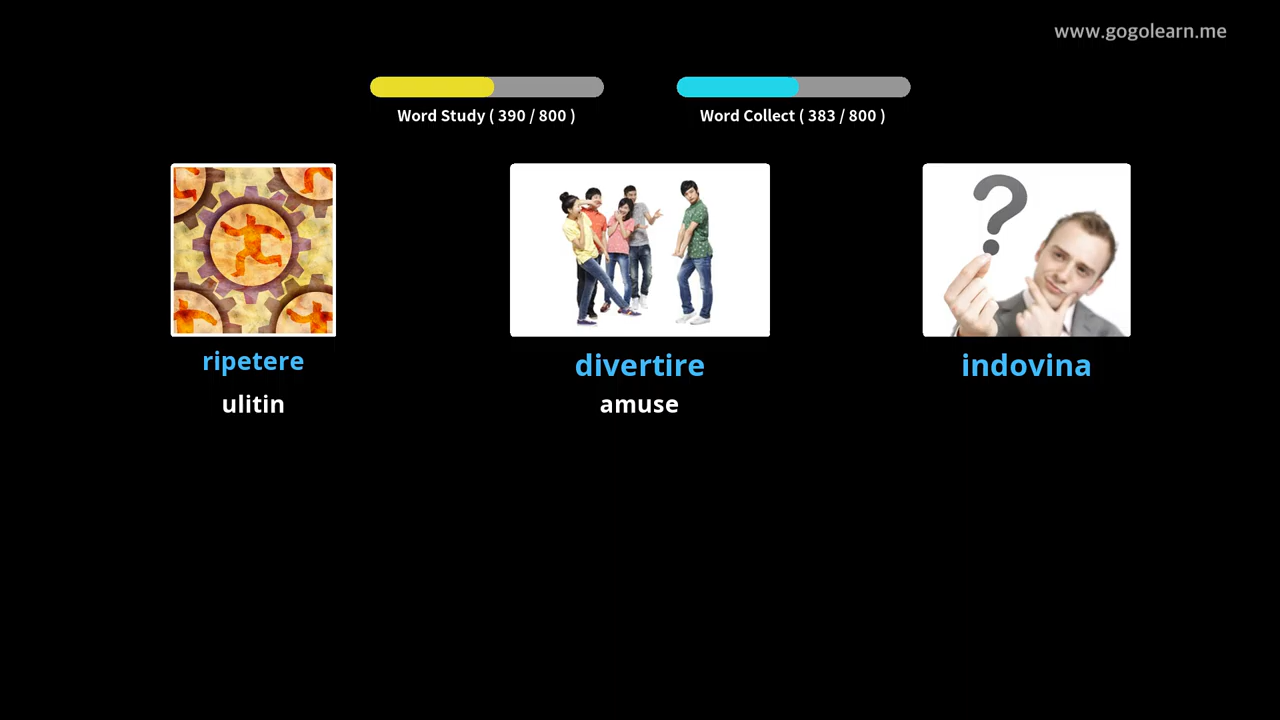 www.gogolearn.me
Word Study ( 390 / 800 )
Word Collect ( 383 / 800 )
ripetere
divertire
indovina
ulitin
amuse